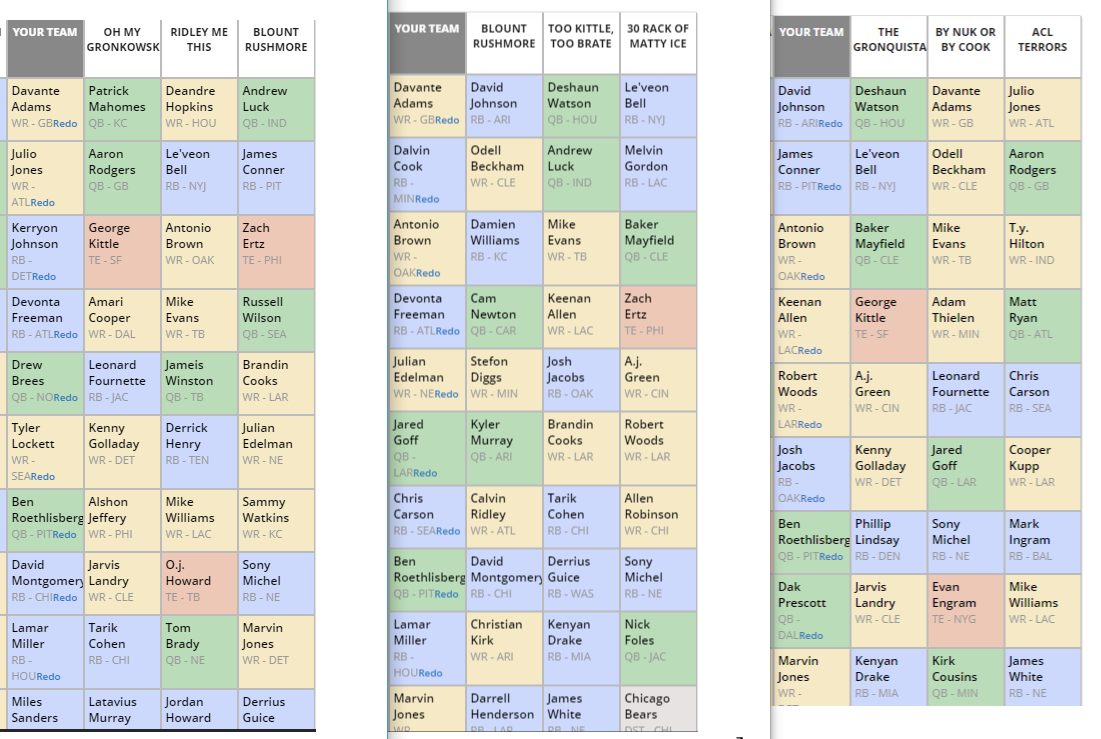 YOUR TEAM
OH MY
GRONKOWSK
RIDLEY ME
THIS
BLOUNT
RUSHMORE
Davante
Adams
WR - GBRedo
Patrick
Mahomes
QB - KC
Deandre
Hopkins
WR - HOU
Andrew
Luck
QB - IND
Julio
Jones
WR -
ATLRedo
Aaron
Rodgers
QB - GB
Le'veon
Bell
RB - NYJ
James
Conner
RB - PIT
Kerryon
Johnson
RB -
DETRedo
George
Kittle
TE - SF
Antonio
Brown
WR - OAK
Zach
Ertz
TE - PHI
Devonta
Freeman
RB - ATLRedo
Amari
Cooper
WR - DAL
Mike
Evans
WR - TB
Russell
Wilson
QB - SEA
Drew
Brees
QB - NORedo
Leonard
Fournette
RB - JAC
Jameis
Winston
QB - TB
Brandin
Cooks
WR - LAR
Tyler
Lockett
WR -
SEARedo
Kenny
Golladay
WR - DET
Derrick
Henry
RB - TEN
Julian
Edelman
WR - NE
Ben
Roethlisberg
QB - PITRedo
Alshon
Jeffery
WR - PHI
Mike
Williams
WR - LAC
Sammy
Watkins
WR - KC
David
Montgomery
RB - CHIRedo
Jarvis
Landry
WR - CLE
O.j.
Howard
TE - TB
Sony
Michel
RB - NE
Lamar
Miller
RB -
HOURedo
Tarik
Cohen
RB - CHI
Tom
Brady
QB - NE
Marvin
Jones
WR - DET
Miles
Sanders
Latavius
Murray
Jordan
Howard
Derrius
Guice
YOUR TEAM
BLOUNT
RUSHMORE
TOO KITTLE,
TOO BRATE
30 RACK OF
MATTY ICE
Davante
Adams
WR - GBRedo
David
Johnson
RB - ARI
Deshaun
Watson
QB - HOU
Le'veon
Bell
RB - NYJ
Dalvin
Cook
RB -
MINRedo
Odell
Beckham
WR - CLE
Andrew
Luck
QB - IND
Melvin
Gordon
RB - LAC
Antonio
Brown
WR -
OAKRedo
Damien
Williams
RB - KC
Mike
Evans
WR - TB
Baker
Mayfield
QB - CLE
Devonta
Freeman
RB - ATLRedo
Cam
Newton
QB - CAR
Keenan
Allen
WR - LAC
Zach
Ertz
TE - PHI
Julian
Edelman
WR - NERedo
Stefon
Diggs
WR - MIN
Josh
Jacobs
RB - OAK
A.j.
Green
WR - CIN
Jared
Goff
QB -
LARRedo
Kyler
Murray
QB - ARI
Brandin
Cooks
WR - LAR
Robert
Woods
WR - LAR
Chris
Carson
RB - SEARedo
Calvin
Ridley
WR - ATL
Tarik
Cohen
RB - CHI
Allen
Robinson
WR - CHI
Ben
Roethlisberg
QB - PITRedo
David
Montgomery
RB - CHI
Derrius
Guice
RB - WAS
Sony
Michel
RB - NE
Lamar
Miller
RB -
HOURedo
Christian
Kirk
WR - ARI
Kenyan
Drake
RB - MIA
Nick
Foles
QB - JAC
Marvin
Jones
WR
Darrell
Henderson
RB - LAR
James
White
RB - NE
Chicago
Bears
DST - CHI
YOUR TEAM
THE
GRONQUISTA
BY NUK OR
BY COOK
ACL
TERRORS
David
Johnson
RB - ARIRedo
Deshaun
Watson
QB - HOU
Davante
Adams
WR - GB
Julio
Jones
WR - ATL
James
Conner
RB - PITRedo
Le'veon
Bell
RB - NYJ
Odell
Beckham
WR - CLE
Aaron
Rodgers
QB - GB
Antonio
Brown
WR -
OAKRedo
Baker
Mayfield
QB - CLE
Mike
Evans
WR - TB
T.y.
Hilton
WR - IND
Keenan
Allen
WR -
LACRedo
George
Kittle
TE - SF
Adam
Thielen
WR - MIN
Matt
Ryan
QB - ATL
Robert
Woods
WR -
LARRedo
A.j.
Green
WR - CIN
Leonard
Fournette
RB - JAC
Chris
Carson
RB - SEA
Josh
Jacobs
RB -
OAKRedo
Kenny
Golladay
WR - DET
Jared
Goff
QB - LAR
Cooper
Kupp
WR - LAR
Ben
Roethlisberg
QB - PITRedo
Phillip
Lindsay
RB - DEN
Sony
Michel
RB - NE
Mark
Ingram
RB - BAL
Dak
Prescott
QB -
DALRedo
Jarvis
Landry
WR - CLE
Evan
Engram
TE - NYG
Mike
Williams
WR - LAC
Marvin
Jones
WR -
Kenyan
Drake
RB - MIA
Kirk
Cousins
QB - MIN
James
White
RB - NE